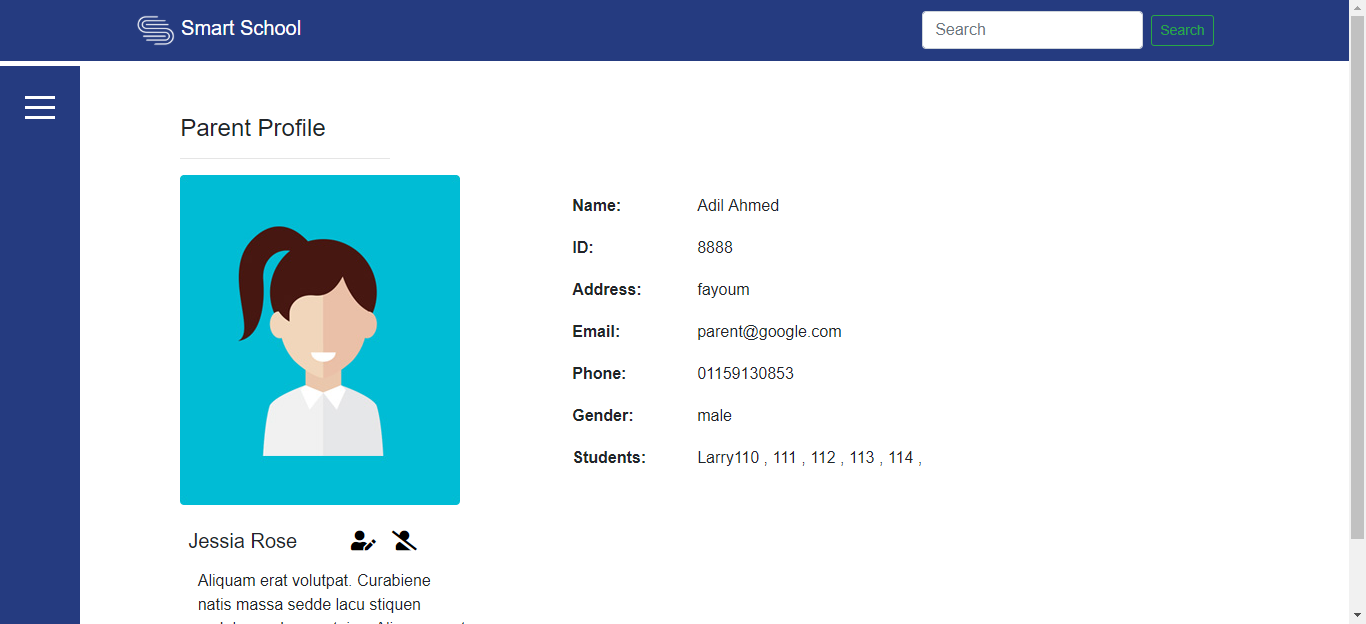 Smart School
Search
Search
Parent Profile
Name: Adil Ahmed
ID: 8888
Address: fayoum
Email: parent@google.com
Phone: 01159130853
Gender: male
Students: Larry110 , 111 , 112 , 113 , 114 ,
Jessia Rose
Aliquam erat volutpat. Curabiene
natis massa sedde lacu stiquen